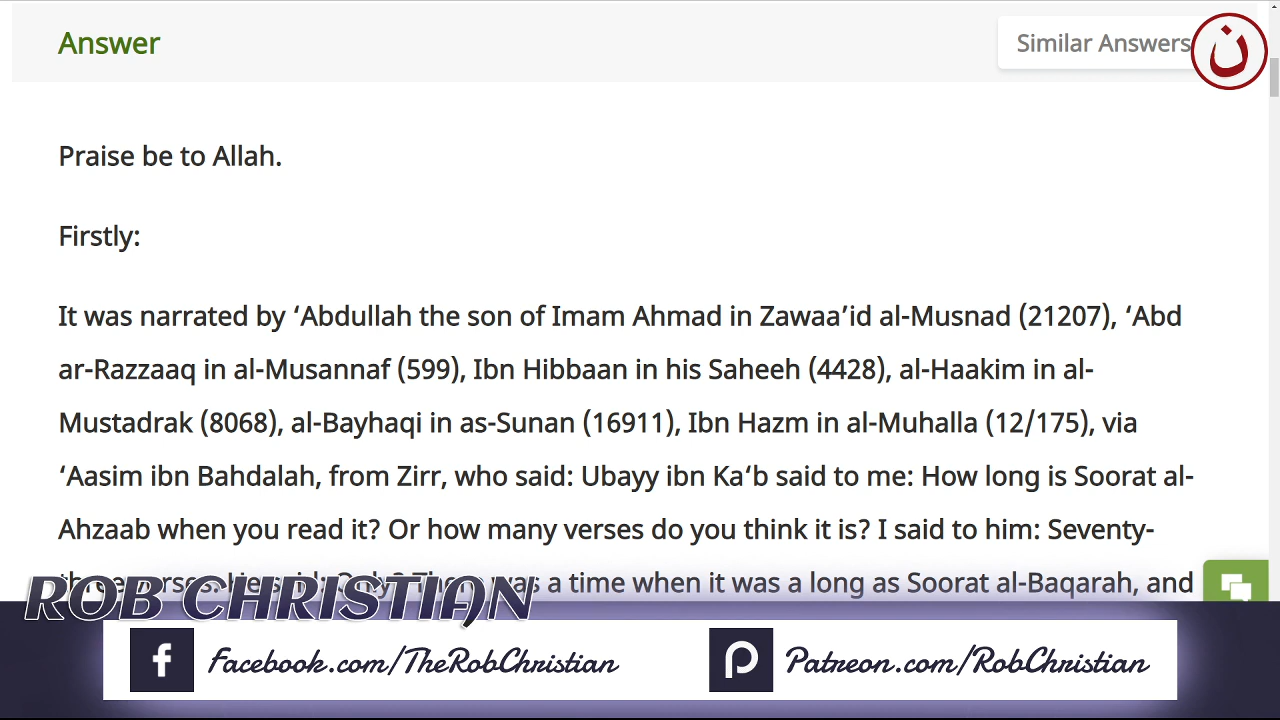 Answer
Similar Answers
ن
Praise be to Allah.
Firstly:
It was narrated by ‘Abdullah the son of Imam Ahmad in Zawaa’id al-Musnad (21207), ‘Abd
ar-Razzaaq in al-Musannaf (599), Ibn Hibbaan in his Saheeh (4428), al-Haakim in al-
Mustadrak (8068), al-Bayhaqi in as-Sunan (16911), Ibn Hazm in al-Muhalla (12/175), via
‘Aasim ibn Bahdalah, from Zirr, who said: Ubayy ibn Ka‘b said to me: How long is Soorat al-
Ahzaab when you read it? Or how many verses do you think it is? I said to him: Seventy-
was a time when it was a long as Soorat al-Baqarah, and
ROB CHRISTIAN
Facebook.com/TheRobChristian
Patreon.com/RobChristian